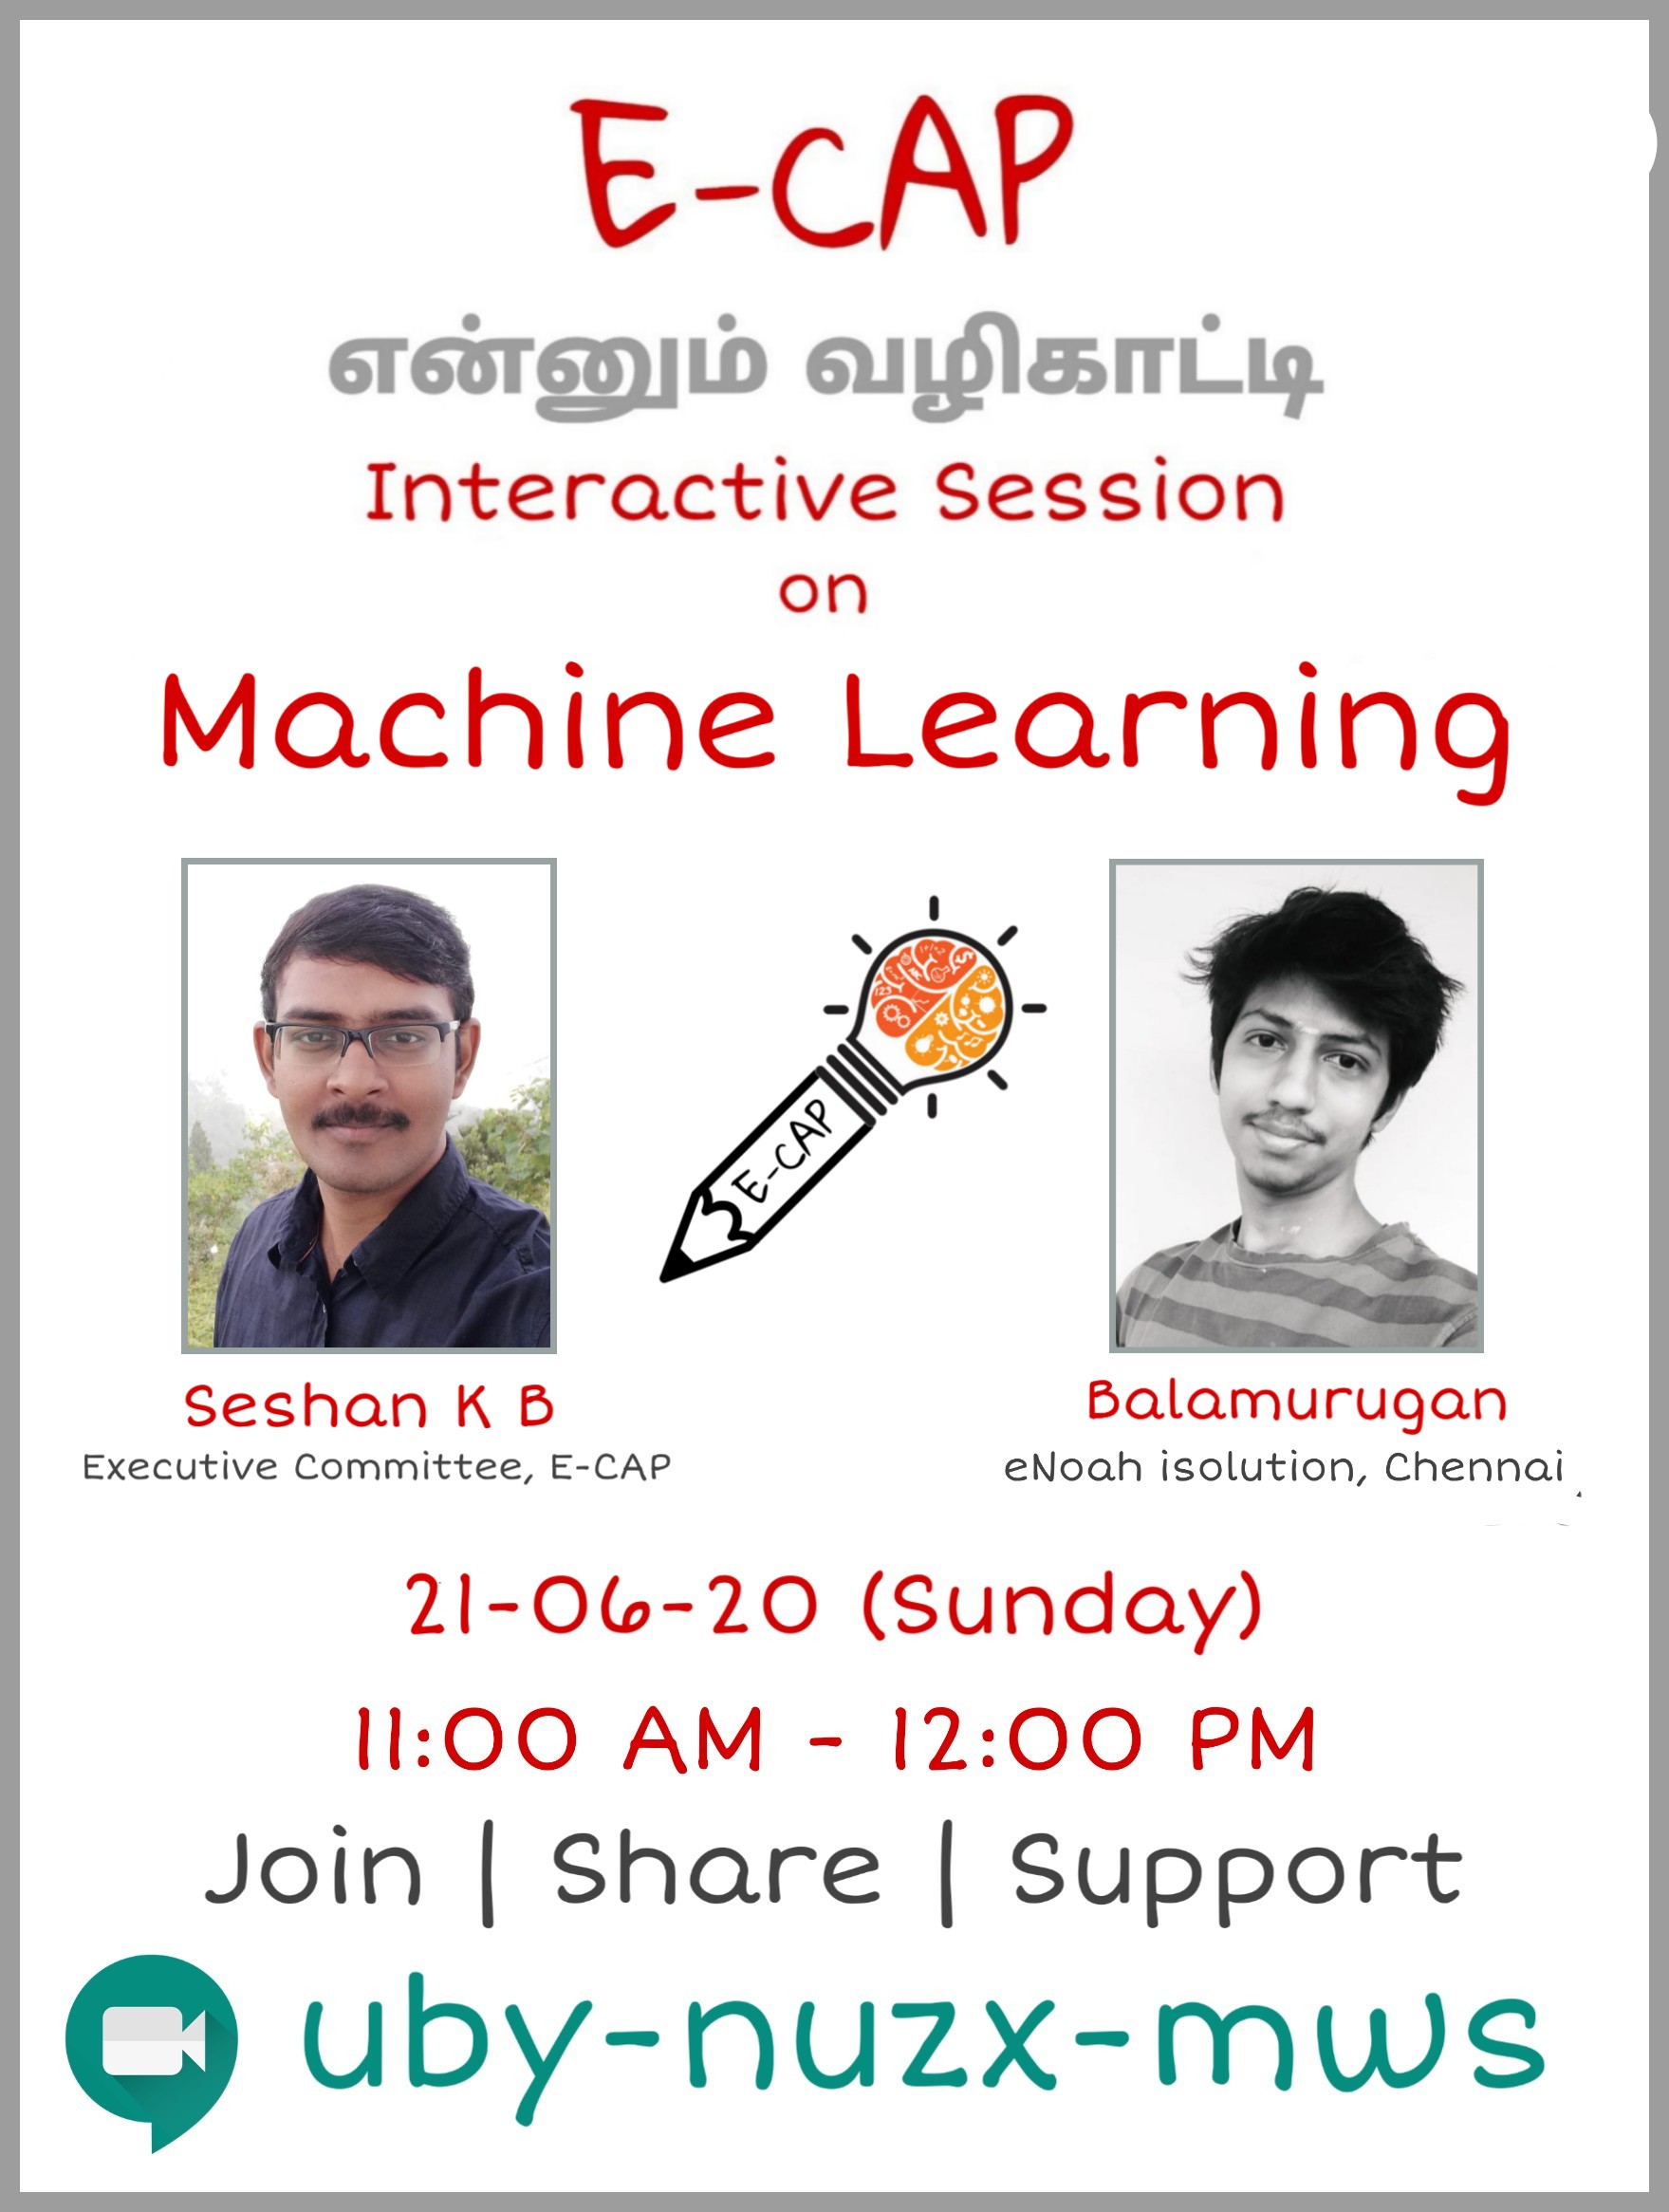 E-CAP
என்னும் வழிகாட்டி
Interactive Session
on
Machine Learning
E-CAP
Seshan K B
Executive Committee, E-CAP
Balamurugan
eNoah isolution, Chennai
21-06-20 (Sunday)
11:00 AM - 12:00 PM
Join | Share | Support
uby-nuzx-mws